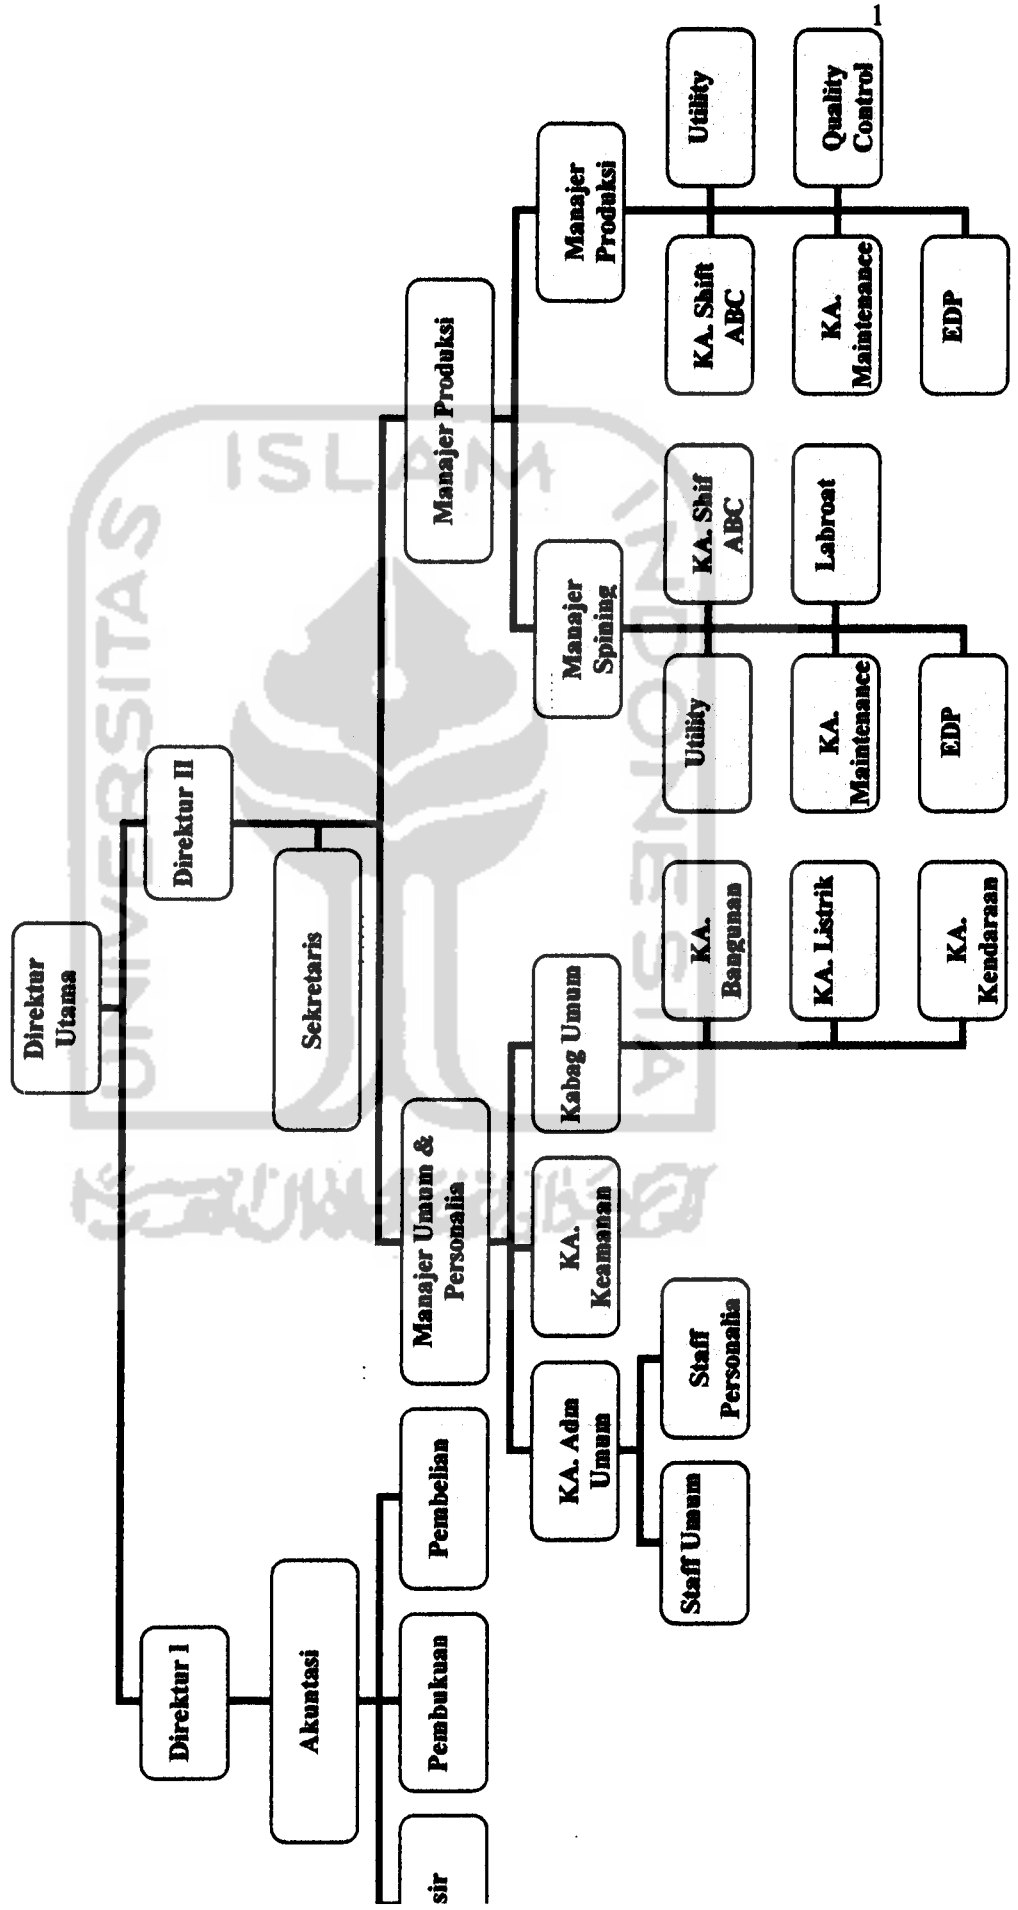 1
Direktur
Utama
Direktur I
Direktur II
Akuntasi
Sekretaris
sir
Pembukuan
Pembelian
Manajer Umum &
Personalia
Manajer Produksi
KA. Adm
Umum
KA.
Keamanan
Kabag Umum
Manajer
Spining
Manajer
Produksi
Staff Umum
Staff
Personalia
KA.
Bangunan
Utility
KA. Shif
ABC
KA. Shift
ABC
Utility
KA. Listrik
KA.
Maintenance
Labroat
KA.
Maintenance
Quality
Control
KA.
Kendaraan
EDP
EDP
UNIVERSITAS
ISLAM
INDONESIA